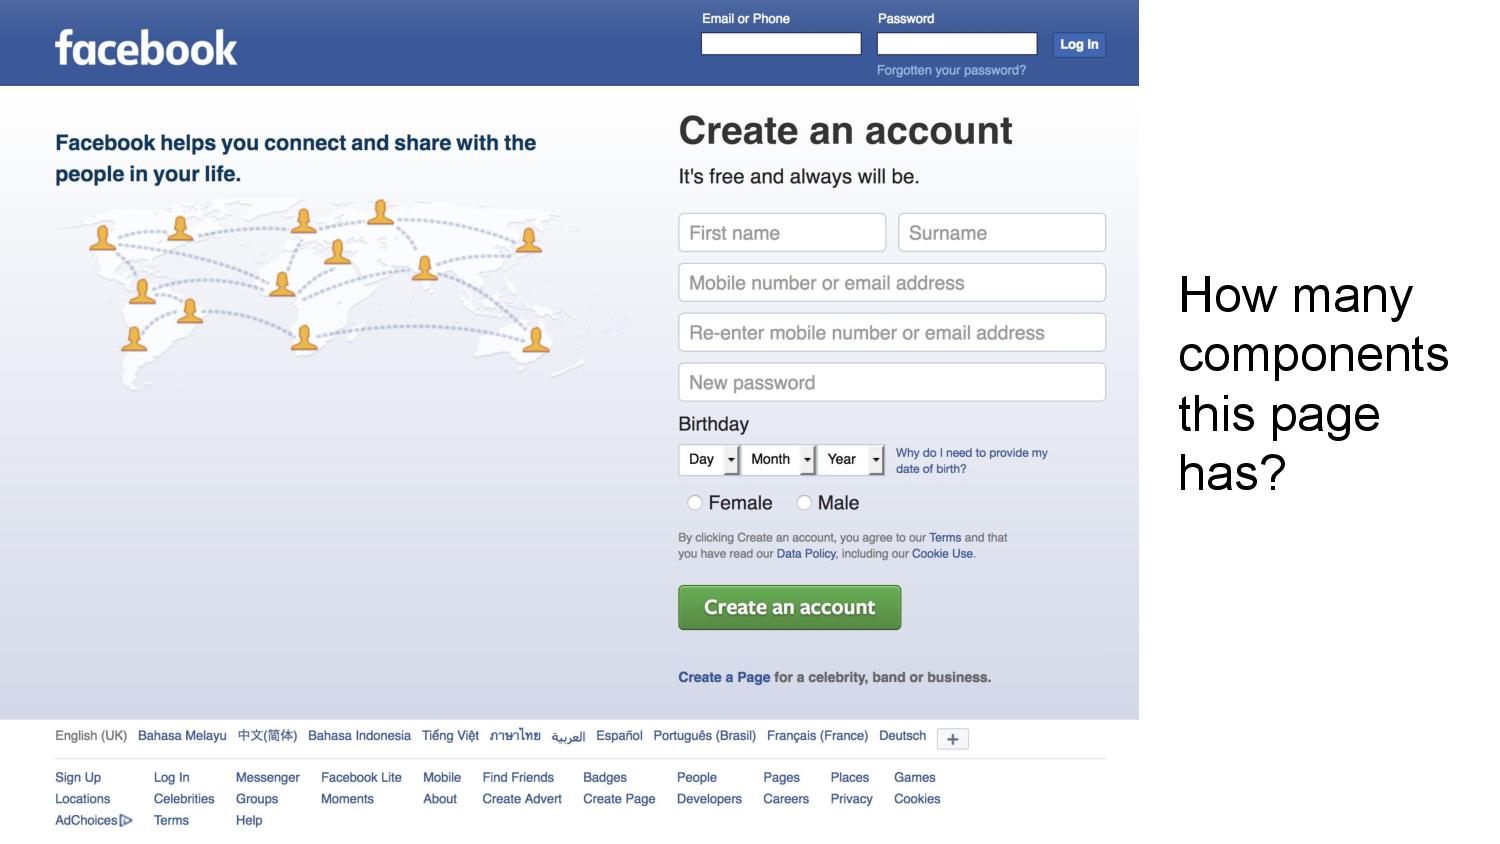 facebook
Email or Phone
Password
Log In
Forgotten your password?
Facebook helps you connect and share with the
people in your life.
Create an account
It's free and always will be.
First name
Surname
Mobile number or email address
Re-enter mobile number or email address
New password
Birthday
Day Month Year
Why do I need to provide my
date of birth?
Female Male
By clicking Create an account, you agree to our Terms and that
you have read our Data Policy, including our Cookie Use.
Create an account
Create a Page for a celebrity, band or business.
English (UK) Bahasa Melayu 中文(简体) Bahasa Indonesia Tiếng Việt ภาษาไทย العربية Español Português (Brasil) Français (France) Deutsch +
Sign Up Log In Messenger Facebook Lite Mobile Find Friends Badges People Pages Places Games
Locations Celebrities Groups Moments About Create Advert Create Page Developers Careers Privacy Cookies
AdChoices Terms Help
How many
components
this page
has?